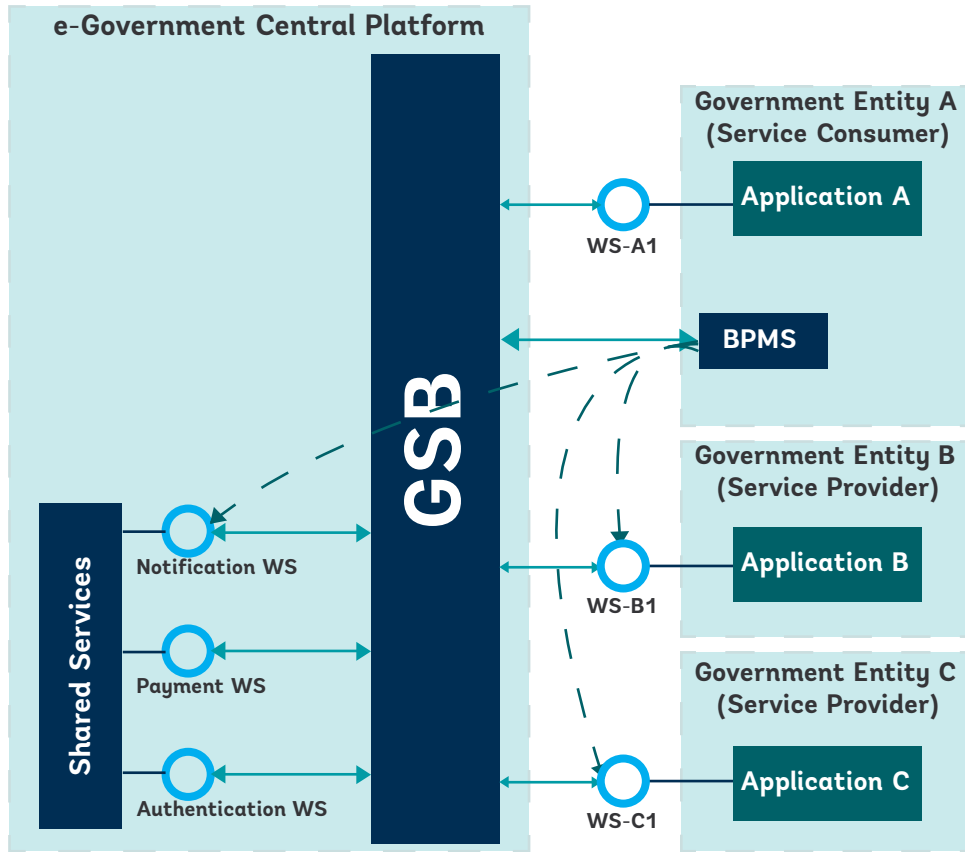 e-Government Central Platform
GSB
Shared Services
Notification WS
Payment WS
Authentication WS
WS-A1
WS-B1
WS-C1
Government Entity A
(Service Consumer)
Application A
BPMS
Government Entity B
(Service Provider)
Application B
Government Entity C
(Service Provider)
Application C